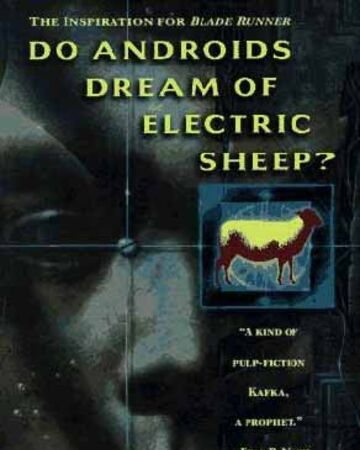 The Inspiration for Blade Runner
DO ANDROIDS
DREAM OF
ELECTRIC
SHEEP?
"A KIND OF
PULP-FICTION
KAFKA,
A PROPHET."